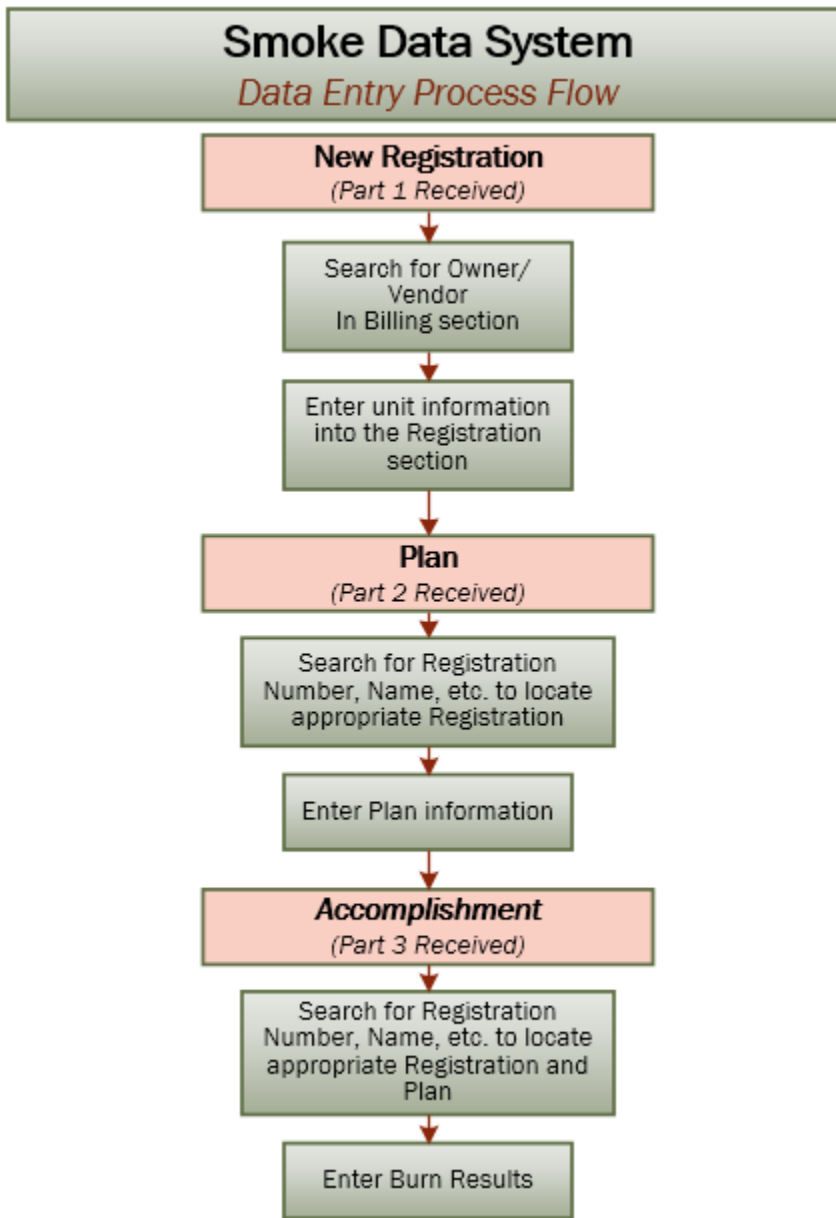 Smoke Data System
Data Entry Process Flow
New Registration
(Part 1 Received)
Search for Owner/
Vendor
In Billing section
Enter unit information
into the Registration
section
Plan
(Part 2 Received)
Search for Registration
Number, Name, etc. to locate
appropriate Registration
Enter Plan information
Accomplishment
(Part 3 Received)
Search for Registration
Number, Name, etc. to locate
appropriate Registration and
Plan
Enter Burn Results